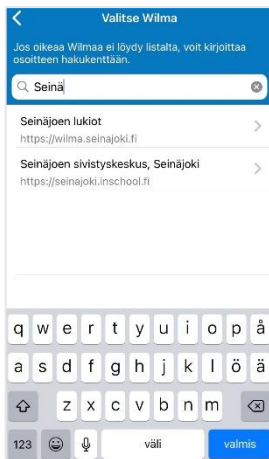 Valitse Wilma
Jos oikeaa Wilmaa ei löydy listalta, voit kirjoittaa
osoitteen hakukenttään.
Seinä
Seinäjoen lukiot
https://wilma.seinajoki.fi
Seinäjoen sivistyskeskus, Seinäjoki
https://seinajoki.inschool.fi
q w e r t y u i o p å
a s d f g h j k l ö ä
z x c v b n m
123 väli valmis